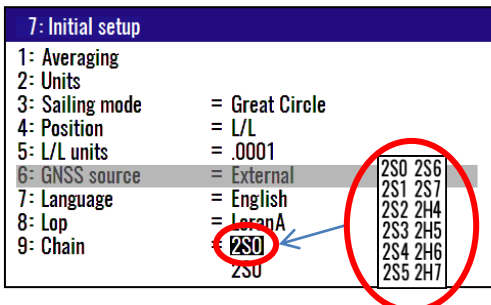 7: Initial setup
1: Averaging
2: Units
3: Sailing mode = Great Circle
4: Position = L/L
5: L/L units = .0001
6: GNSS source = External
7: Language = English
8: Lop = LoranA
9: Chain = 2S0
2S0
2S0 2S6
2S1 2S7
2S2 2H4
2S3 2H5
2S4 2H6
2S5 2H7